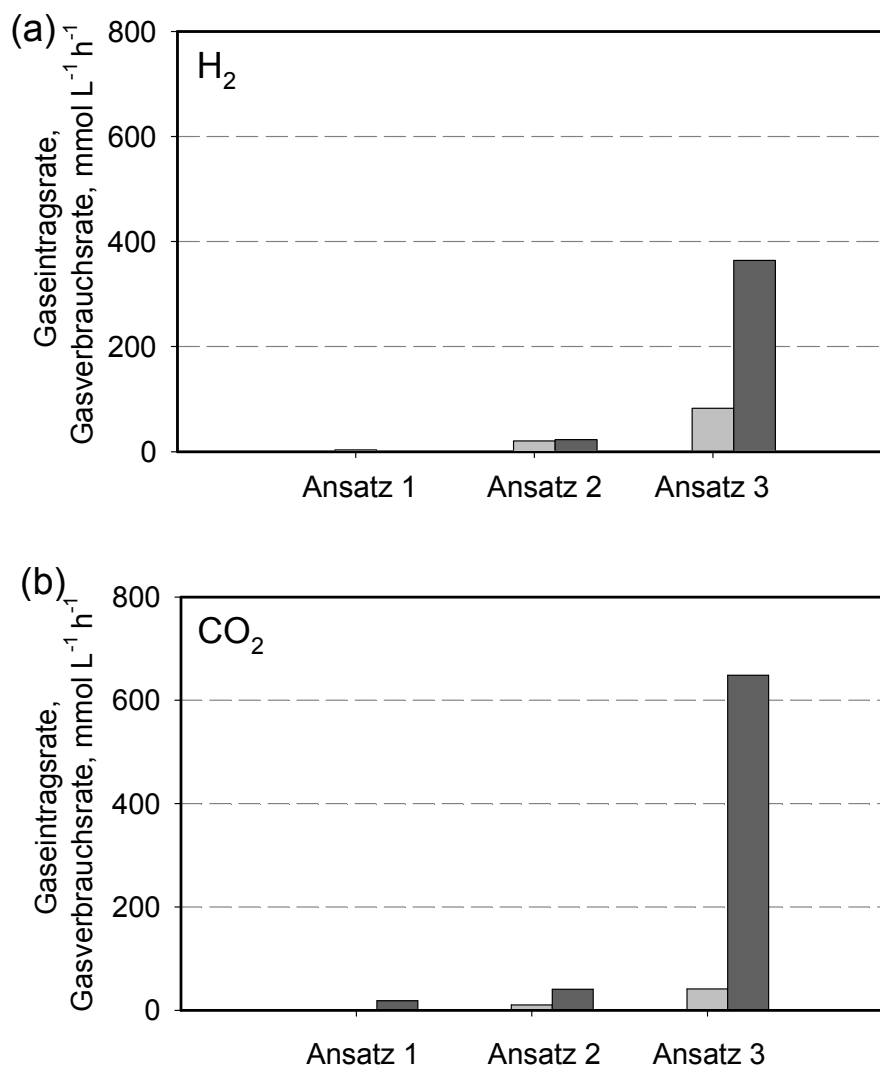 (a)
Gaseintragsrate,
Gasverbrauchsrate, mmol L⁻¹ h⁻¹
800
600
400
200
0
H₂
Ansatz 1 Ansatz 2 Ansatz 3
(b)
Gaseintragsrate,
Gasverbrauchsrate, mmol L⁻¹ h⁻¹
800
600
400
200
0
CO₂
Ansatz 1 Ansatz 2 Ansatz 3